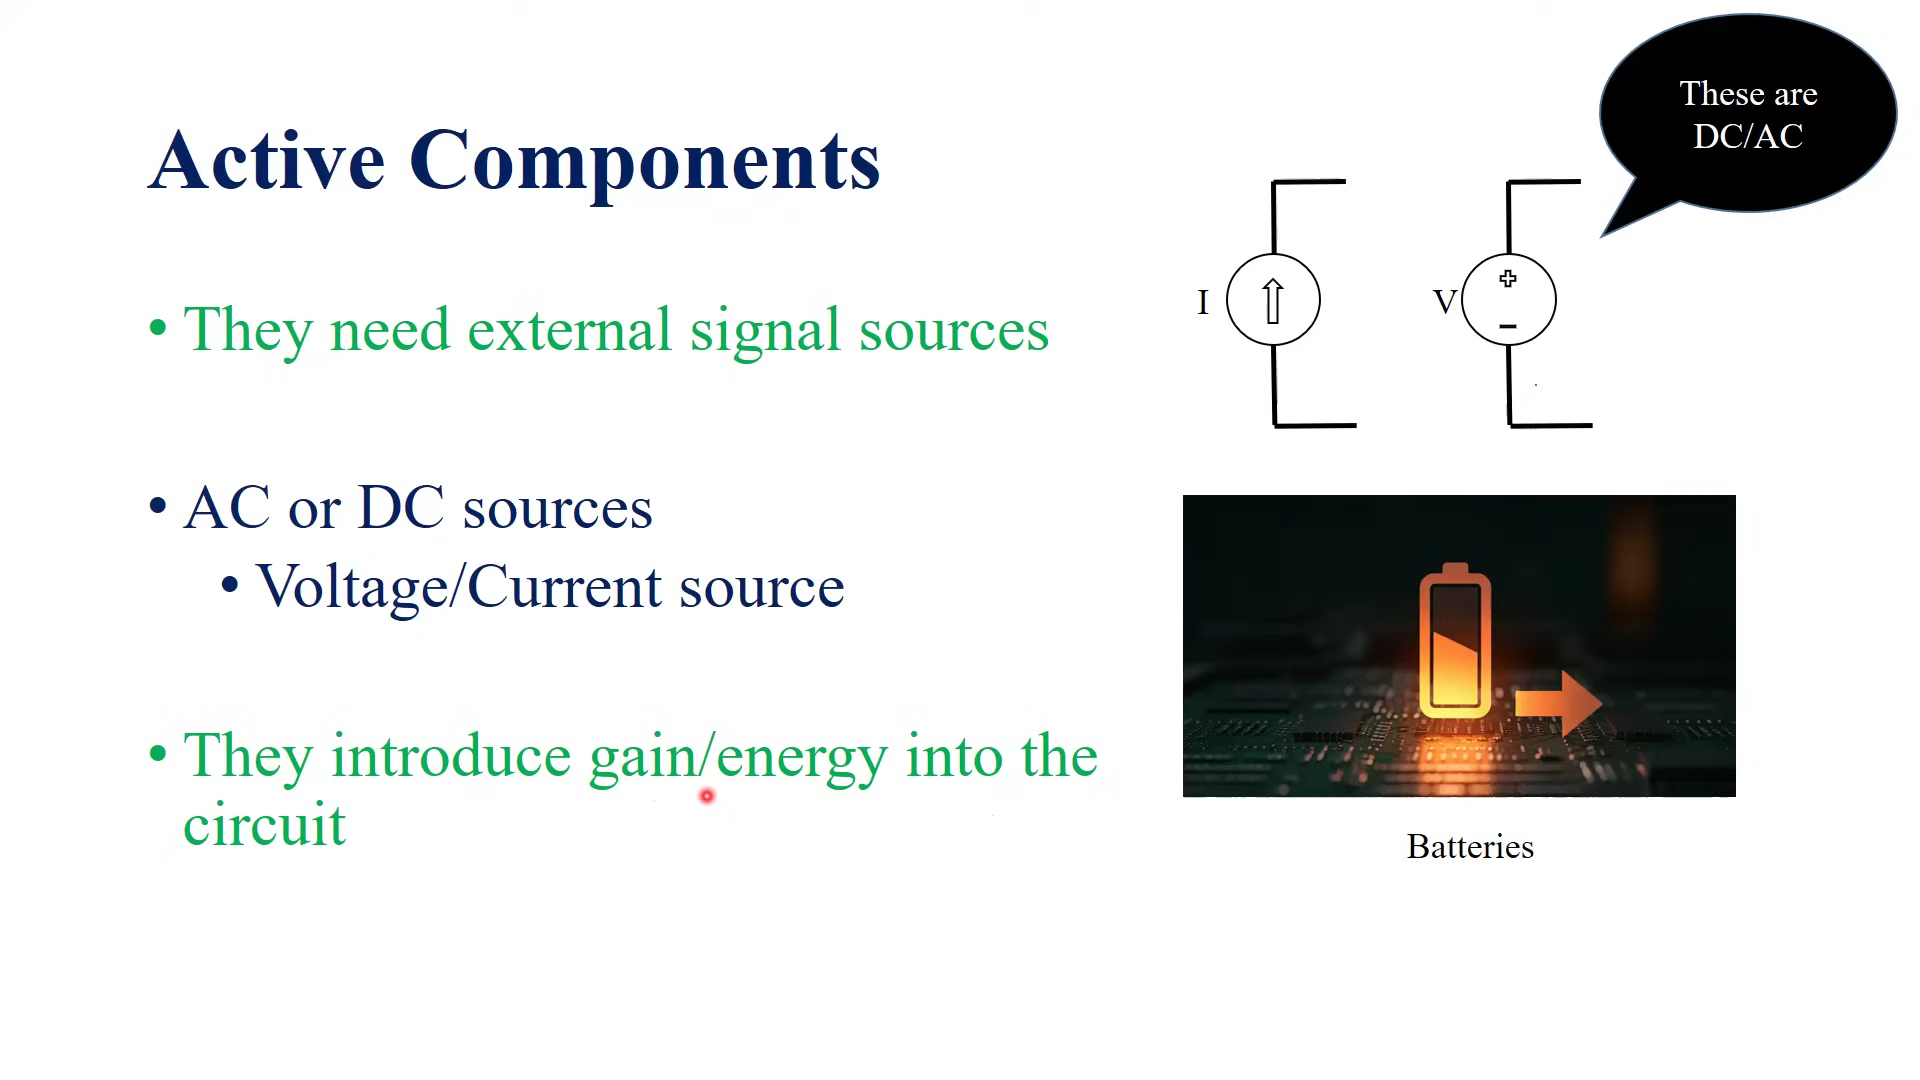 Active Components
• They need external signal sources
• AC or DC sources
• Voltage/Current source
• They introduce gain/energy into the
circuit
These are
DC/AC
I
V
Batteries